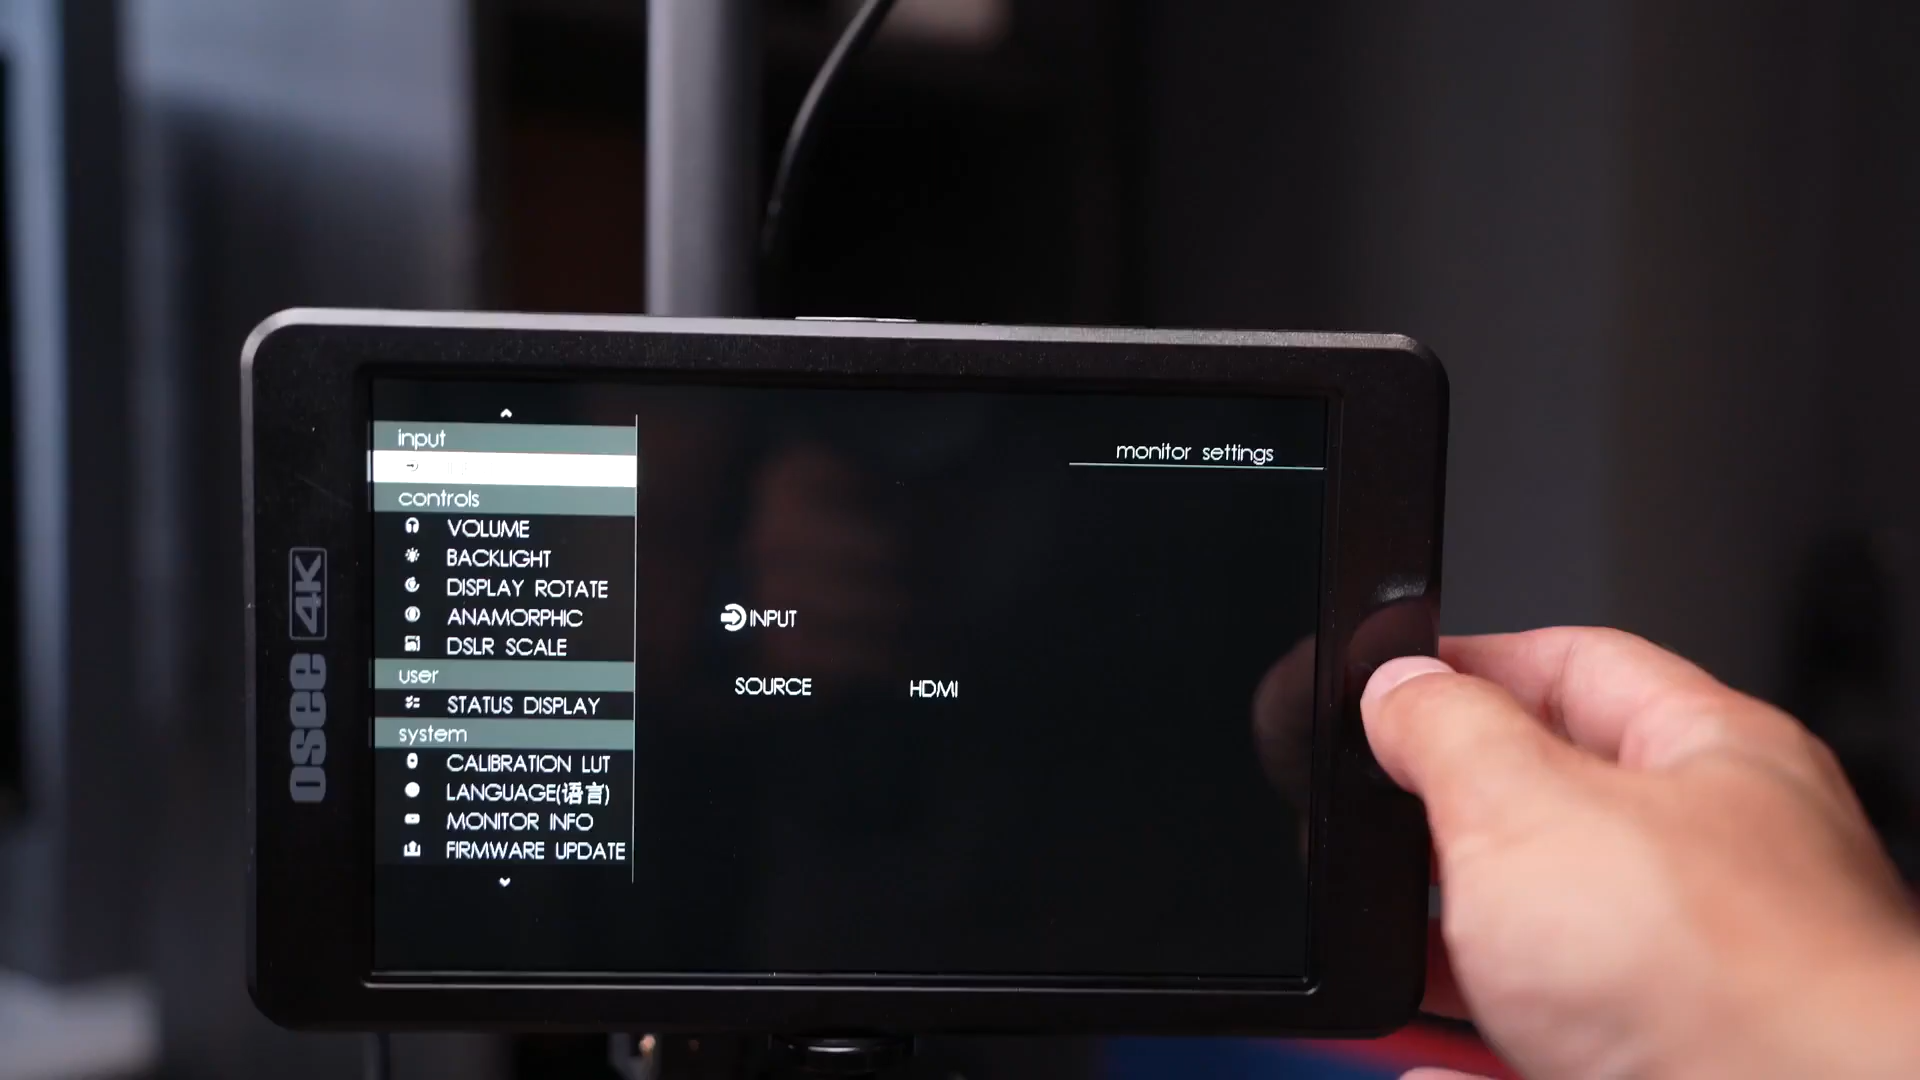 input
controls
VOLUME
BACKLIGHT
DISPLAY ROTATE
ANAMORPHIC
DSLR SCALE
user
STATUS DISPLAY
system
CALIBRATION LUT
LANGUAGE(语言)
MONITOR INFO
FIRMWARE UPDATE
monitor settings
INPUT
SOURCE HDMI
osee 4K